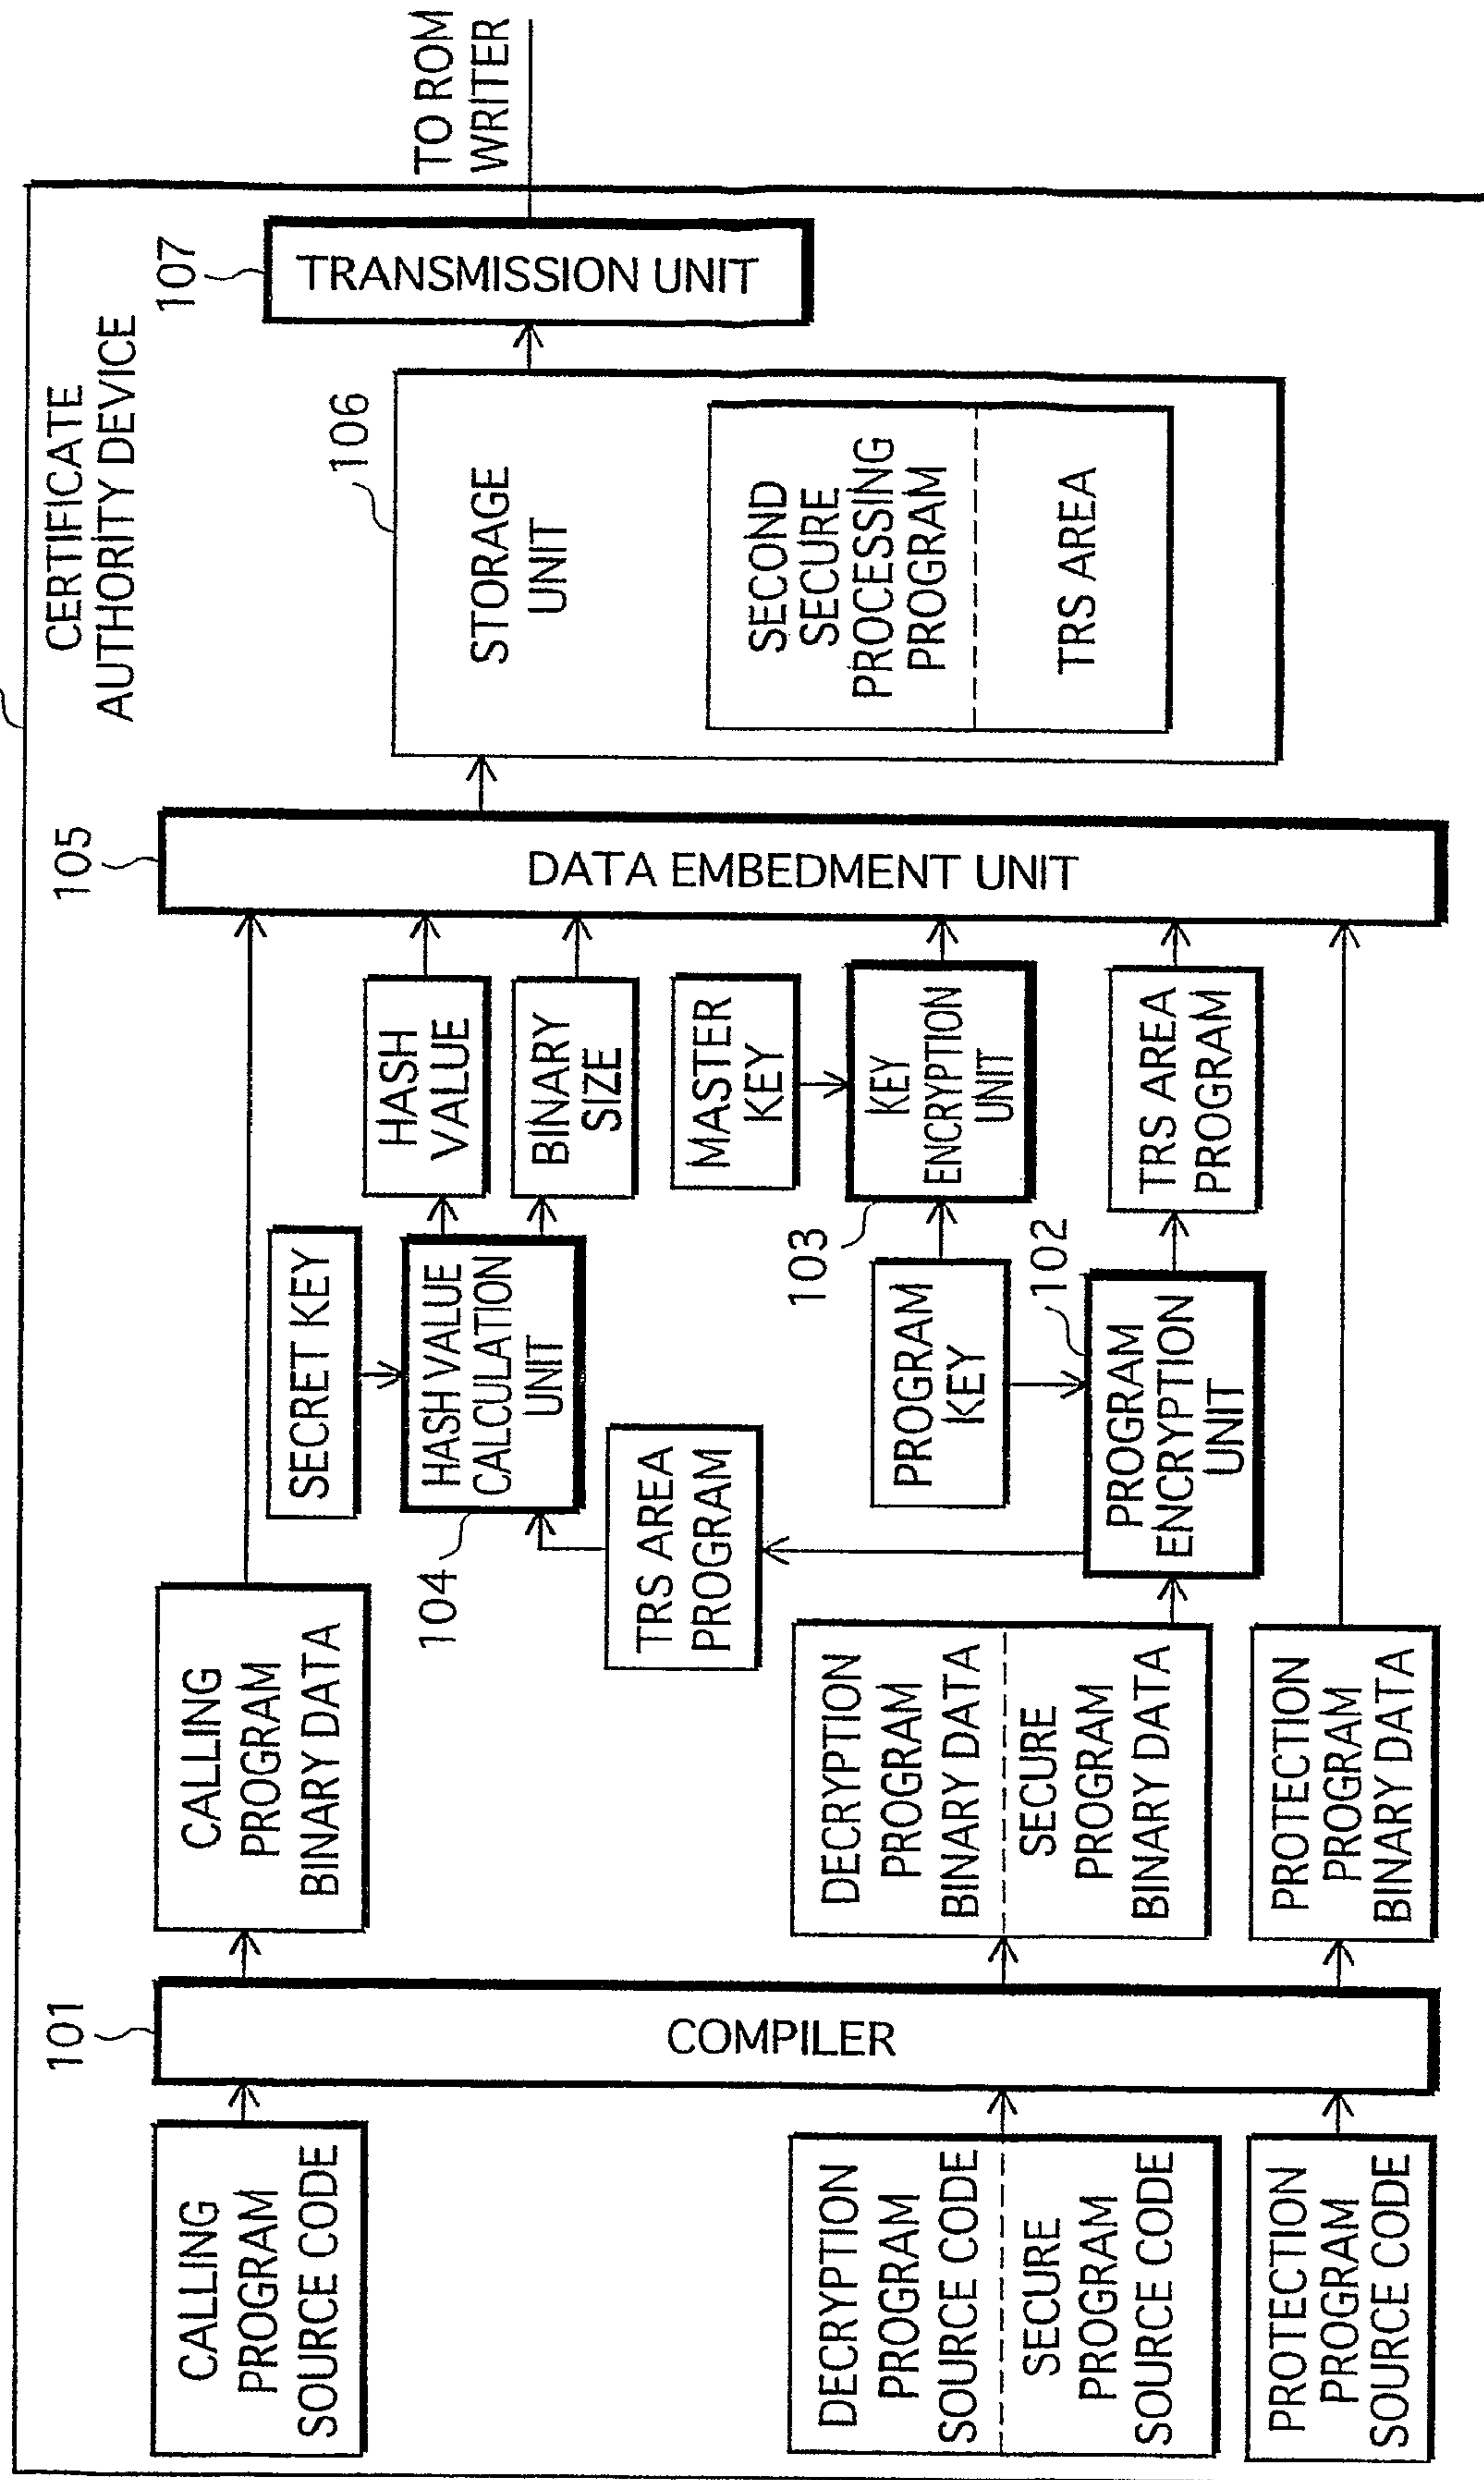 CERTIFICATE
AUTHORITY DEVICE
101
105
107
106
CALLING
PROGRAM
SOURCE CODE
COMPILER
CALLING
PROGRAM
BINARY DATA
SECRET KEY
HASH VALUE
CALCULATION
UNIT
104
HASH
VALUE
BINARY
SIZE
DATA EMBEDMENT UNIT
STORAGE
UNIT
SECOND
SECURE
PROCESSING
PROGRAM
TRS AREA
TRANSMISSION UNIT
TO ROM
WRITER
TRS AREA
PROGRAM
MASTER
KEY
103
KEY
ENCRYPTION
UNIT
PROGRAM
KEY
102
DECRYPTION
PROGRAM
SOURCE CODE
SECURE
PROGRAM
SOURCE CODE
DECRYPTION
PROGRAM
BINARY DATA
SECURE
PROGRAM
BINARY DATA
PROGRAM
ENCRYPTION
UNIT
TRS AREA
PROGRAM
PROTECTION
PROGRAM
SOURCE CODE
PROTECTION
PROGRAM
BINARY DATA